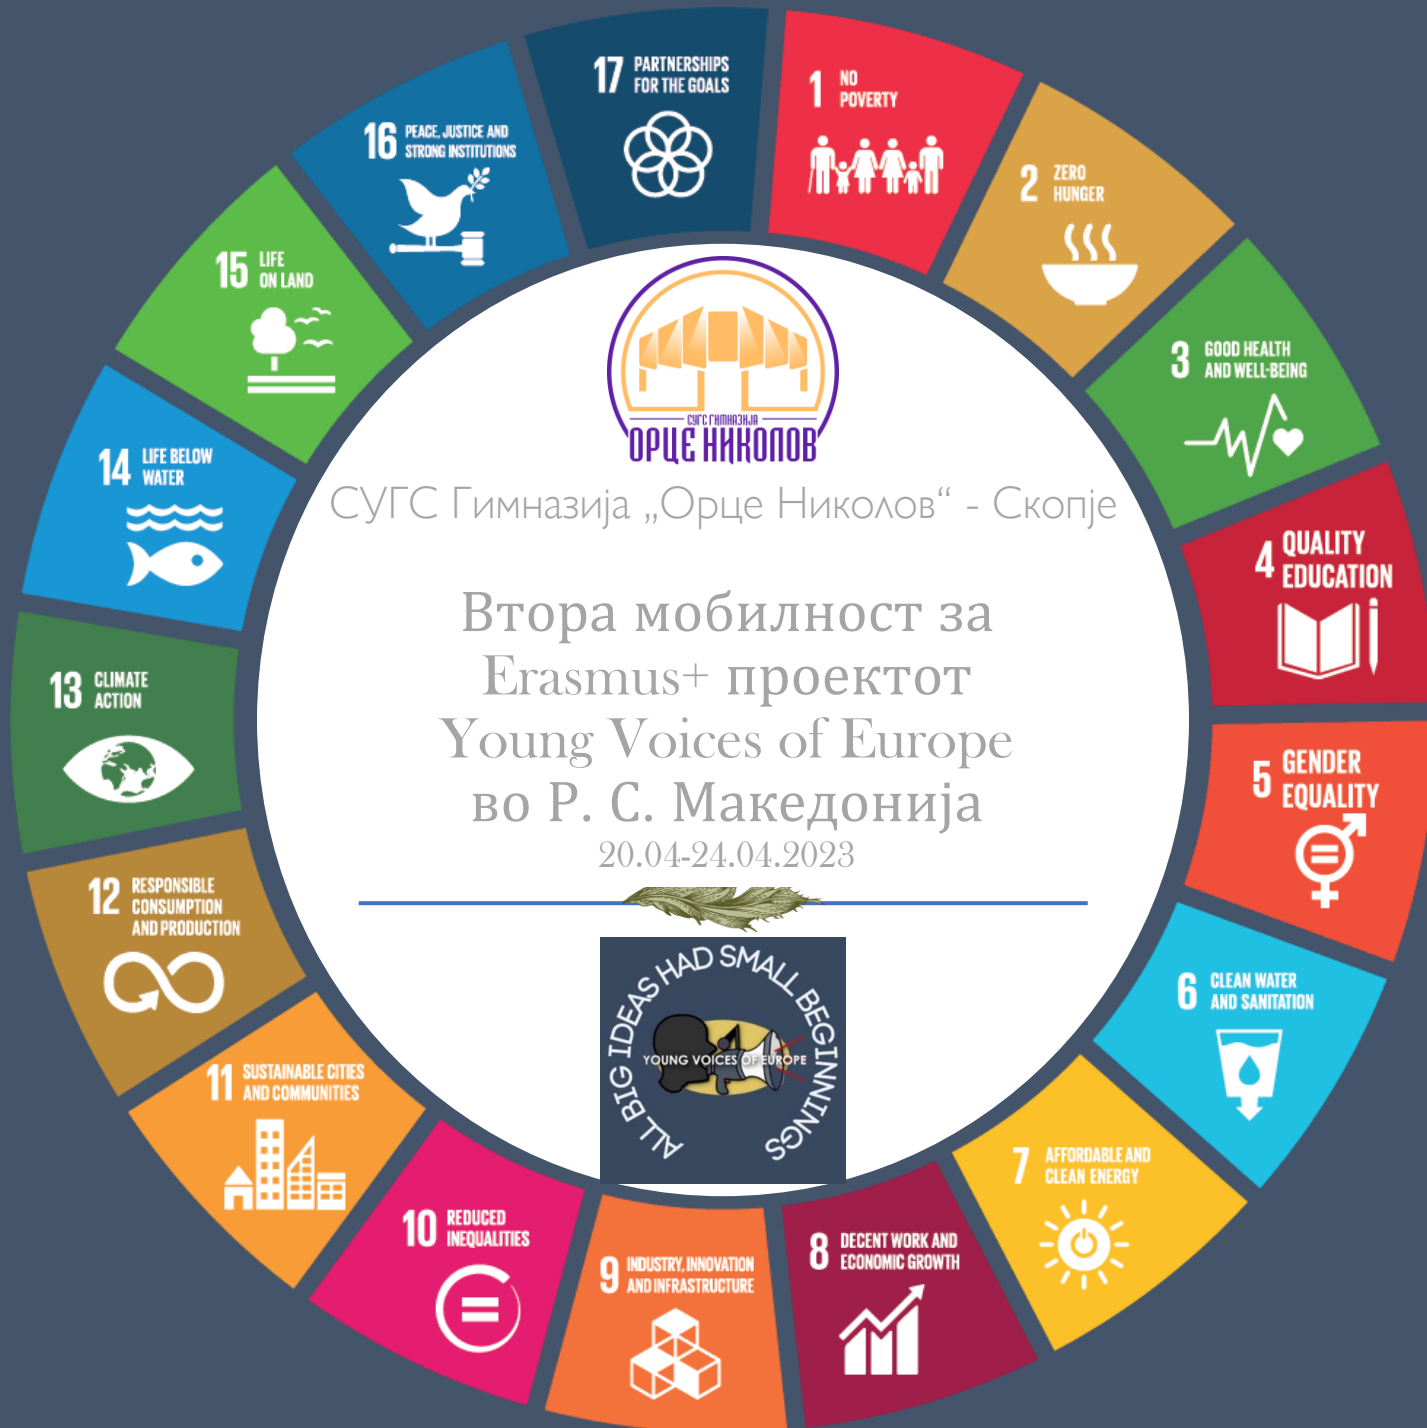 17 PARTNERSHIPS
FOR THE GOALS
1 NO
POVERTY
2 ZERO
HUNGER
3 GOOD HEALTH
AND WELL-BEING
4 QUALITY
EDUCATION
5 GENDER
EQUALITY
6 CLEAN WATER
AND SANITATION
7 AFFORDABLE AND
CLEAN ENERGY
8 DECENT WORK AND
ECONOMIC GROWTH
9 INDUSTRY, INNOVATION
AND INFRASTRUCTURE
10 REDUCED
INEQUALITIES
11 SUSTAINABLE CITIES
AND COMMUNITIES
12 RESPONSIBLE
CONSUMPTION
AND PRODUCTION
13 CLIMATE
ACTION
14 LIFE BELOW
WATER
15 LIFE
ON LAND
16 PEACE, JUSTICE AND
STRONG INSTITUTIONS
СУГС ГИМНАЗИЈА
ОРЦЕ НИКОЛОВ
СУГС Гимназија „Орце Николов“ - Скопје
Втора мобилност за
Erasmus+ проектот
Young Voices of Europe
во Р. С. Македонија
20.04-24.04.2023
ALL BIG IDEAS HAD SMALL BEGINNINGS
YOUNG VOICES OF EUROPE